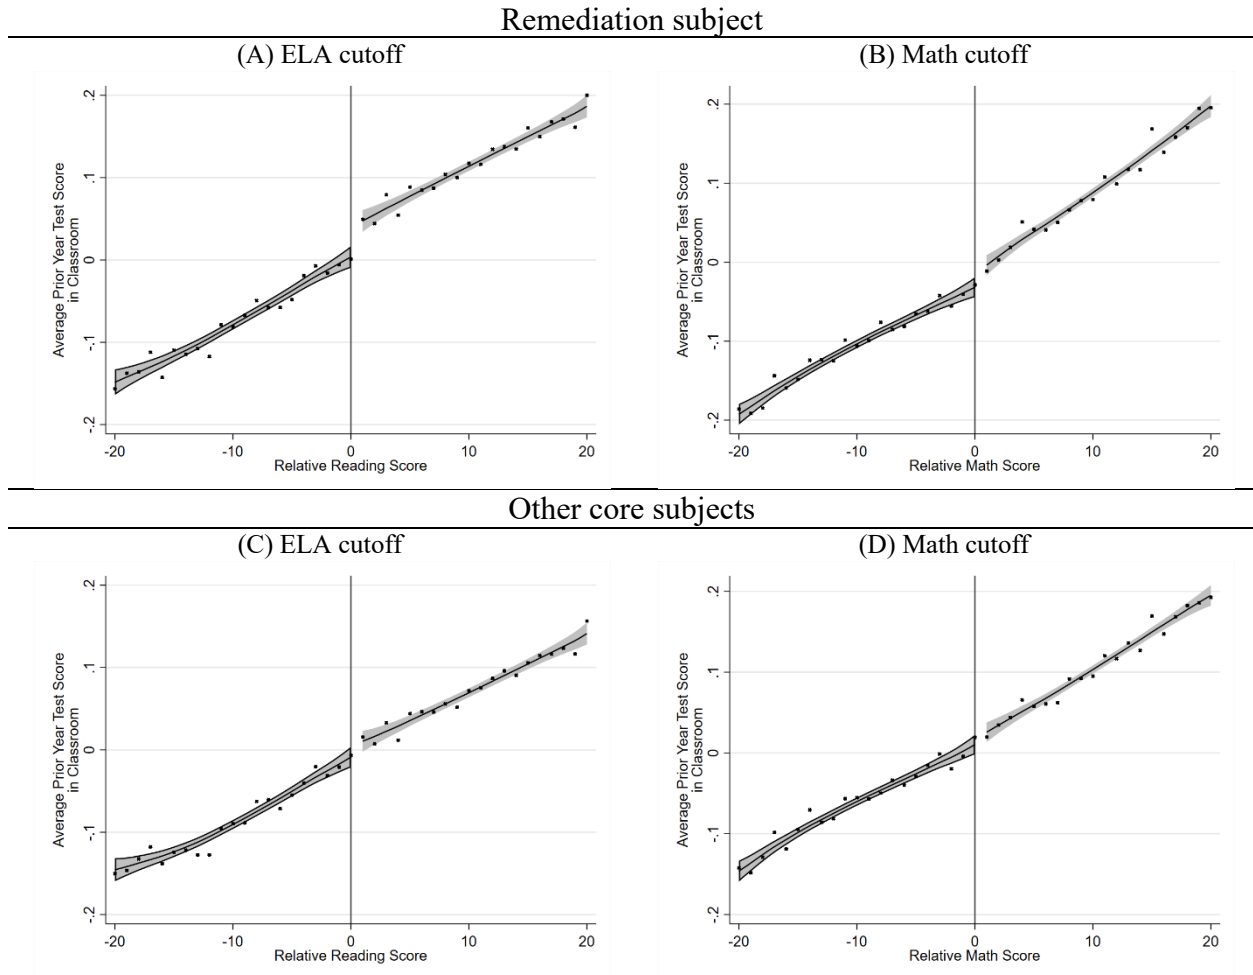 Remediation subject
(A) ELA cutoff
(B) Math cutoff
Average Prior Year Test Score
in Classroom
.2
.1
0
-.1
-.2
-20
-10
0
10
20
Relative Reading Score
Average Prior Year Test Score
in Classroom
.2
.1
0
-.1
-.2
-20
-10
0
10
20
Relative Math Score
Other core subjects
(C) ELA cutoff
(D) Math cutoff
Average Prior Year Test Score
in Classroom
.2
.1
0
-.1
-.2
-20
-10
0
10
20
Relative Reading Score
Average Prior Year Test Score
in Classroom
.2
.1
0
-.1
-.2
-20
-10
0
10
20
Relative Math Score